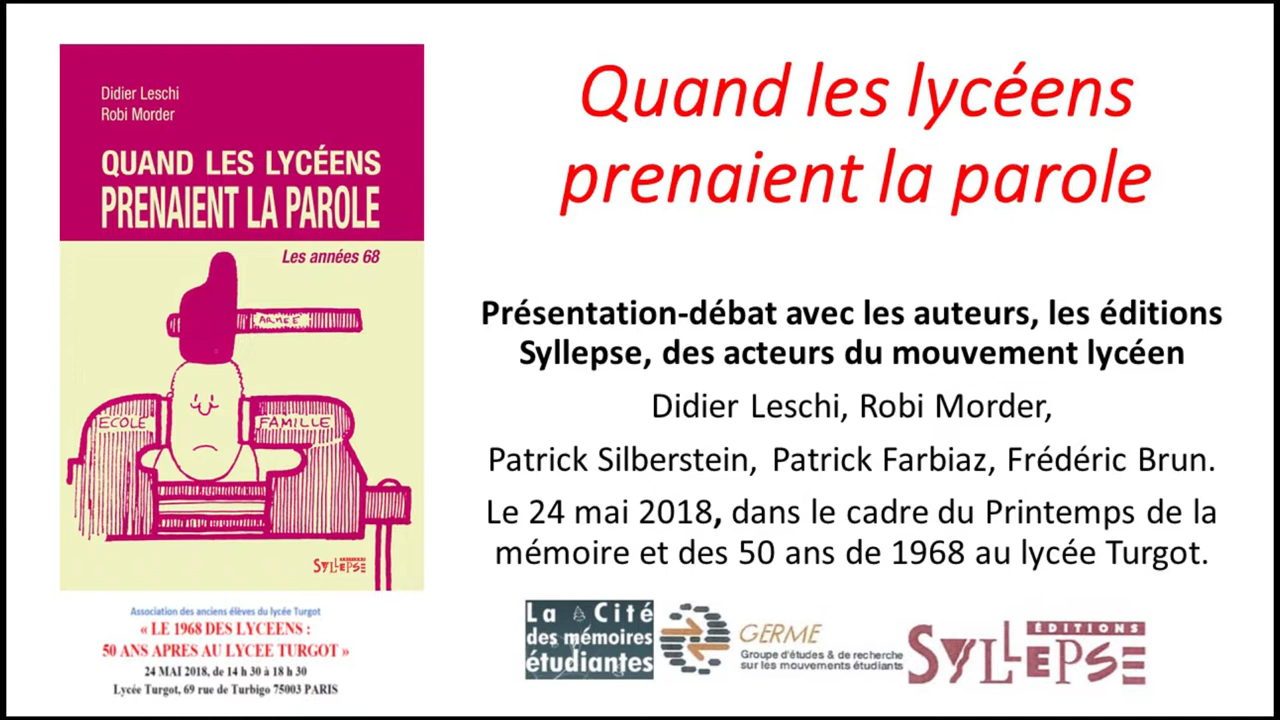 Didier Leschi
Robi Morder
QUAND LES LYCÉENS
PRENAIENT LA PAROLE
Les années 68
ARMEE
ECOLE
FAMILLE
SYLLEPSE
Association des anciens élèves du lycée Turgot
« LE 1968 DES LYCEENS :
50 ANS APRES AU LYCEE TURGOT »
24 MAI 2018, de 14 h 30 à 18 h 30
Lycée Turgot, 69 rue de Turbigo 75003 PARIS
Quand les lycéens
prenaient la parole
Présentation-débat avec les auteurs, les éditions
Syllepse, des acteurs du mouvement lycéen
Didier Leschi, Robi Morder,
Patrick Silberstein, Patrick Farbiaz, Frédéric Brun.
Le 24 mai 2018, dans le cadre du Printemps de la
mémoire et des 50 ans de 1968 au lycée Turgot.
La Cité
des mémoires
étudiantes
GERME
Groupe d'études & de recherche
sur les mouvements étudiants
ÉDITIONS
SYLLEPSE